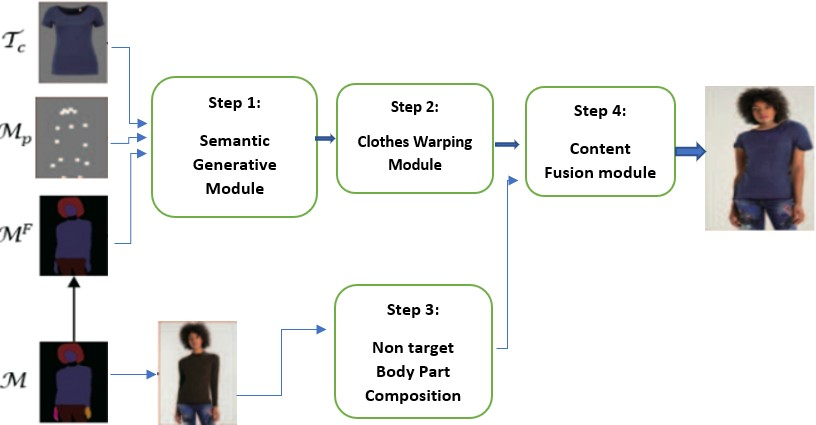 𝒯c
Step 1:
Semantic
Generative
Module
Step 2:
Clothes Warping
Module
Step 4:
Content
Fusion module
ℳp
ℳF
Step 3:
Non target
Body Part
Composition
ℳ